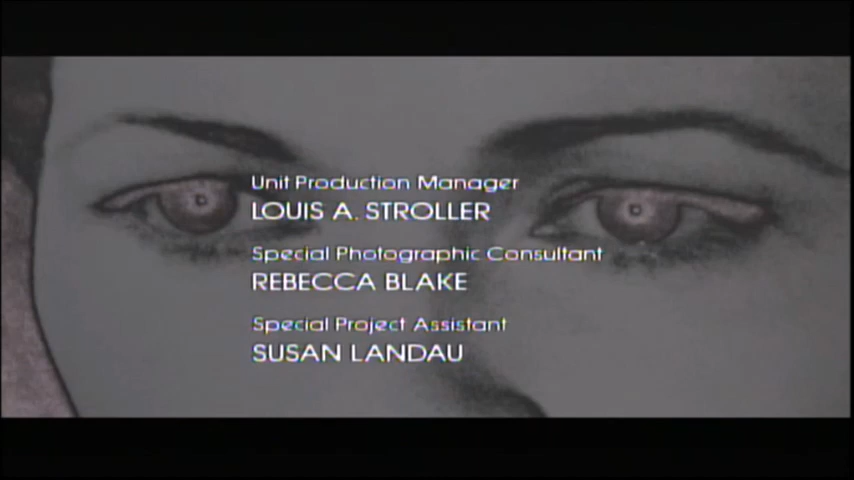 Unit Production Manager
LOUIS A. STROLLER
Special Photographic Consultant
REBECCA BLAKE
Special Project Assistant
SUSAN LANDAU